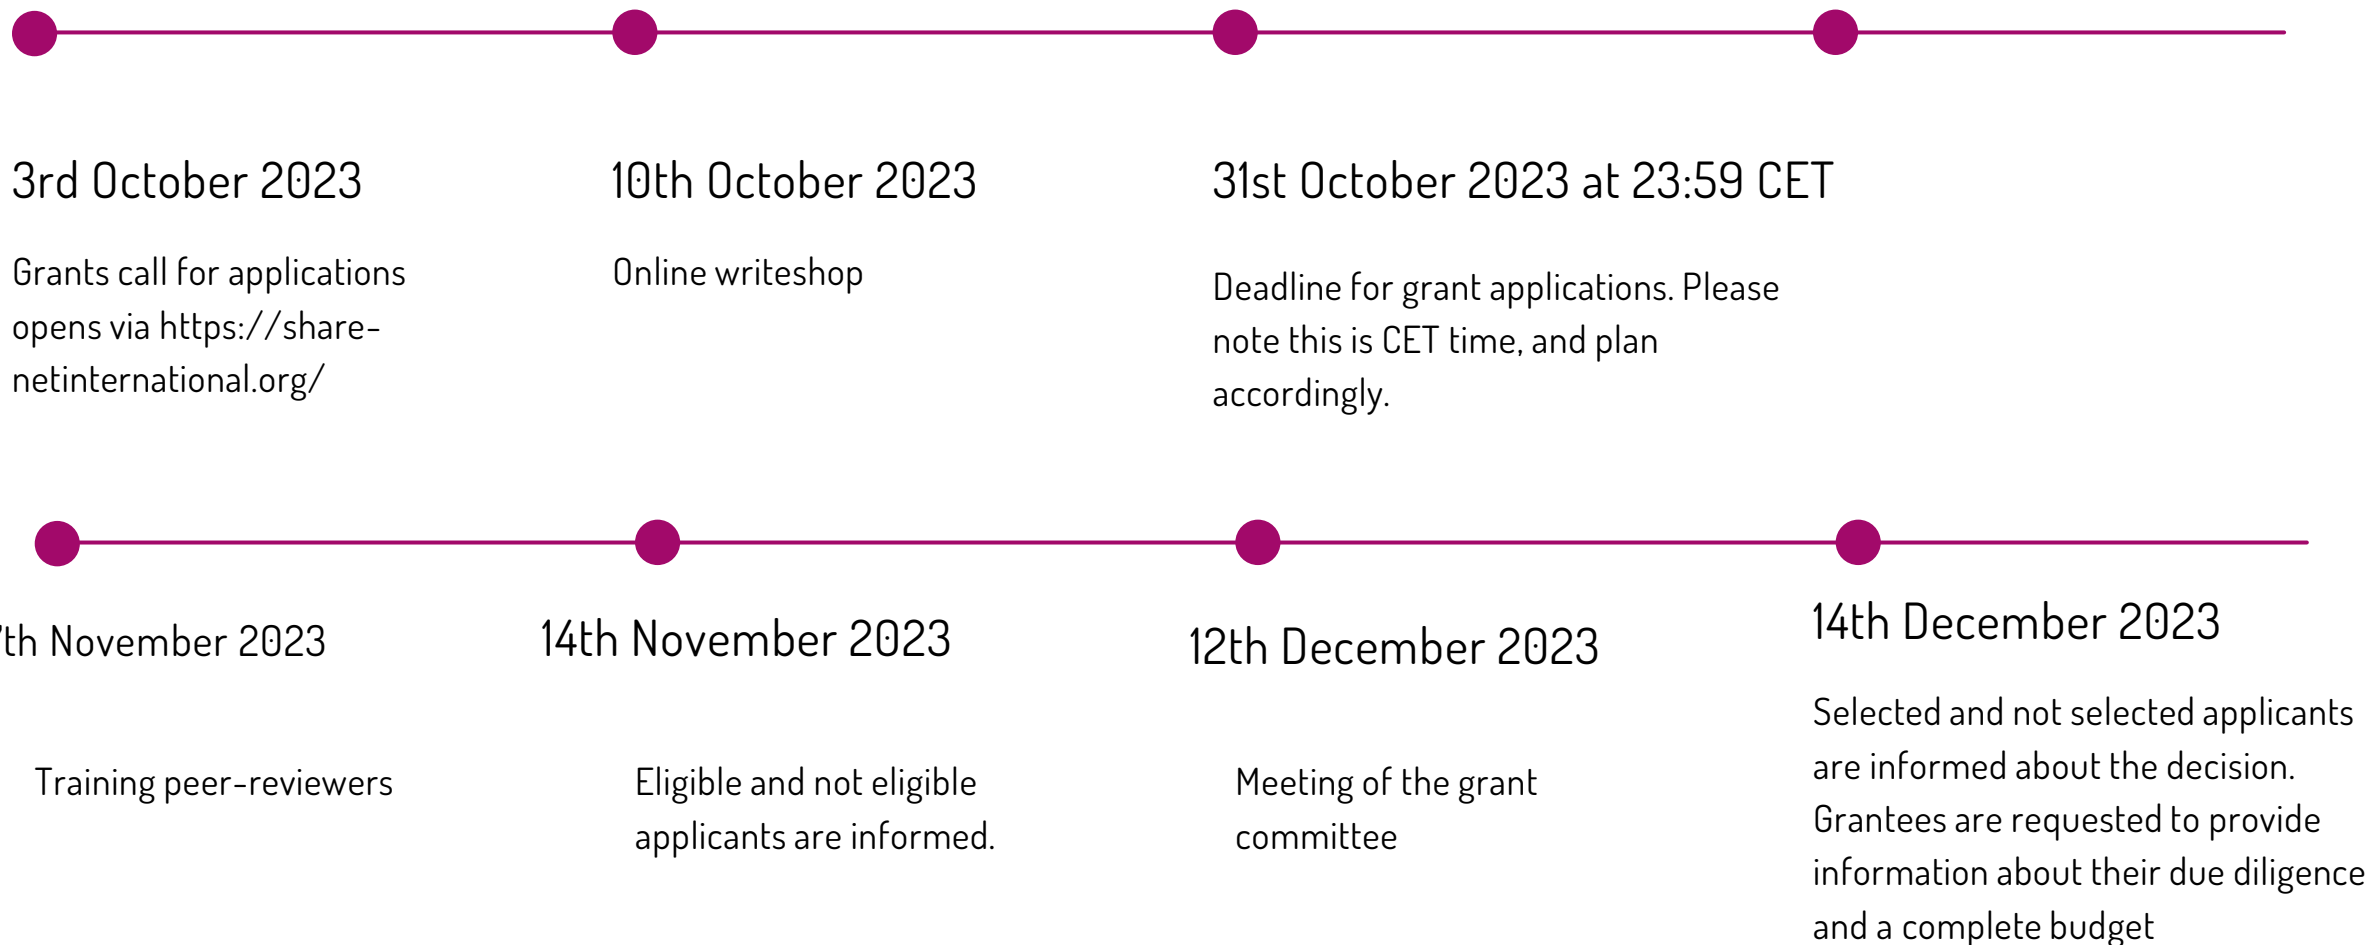 3rd October 2023
Grants call for applications
opens via https://share-
netinternational.org/
10th October 2023
Online writeshop
31st October 2023 at 23:59 CET
Deadline for grant applications. Please
note this is CET time, and plan
accordingly.
7th November 2023
Training peer-reviewers
14th November 2023
Eligible and not eligible
applicants are informed.
12th December 2023
Meeting of the grant
committee
14th December 2023
Selected and not selected applicants
are informed about the decision.
Grantees are requested to provide
information about their due diligence
and a complete budget